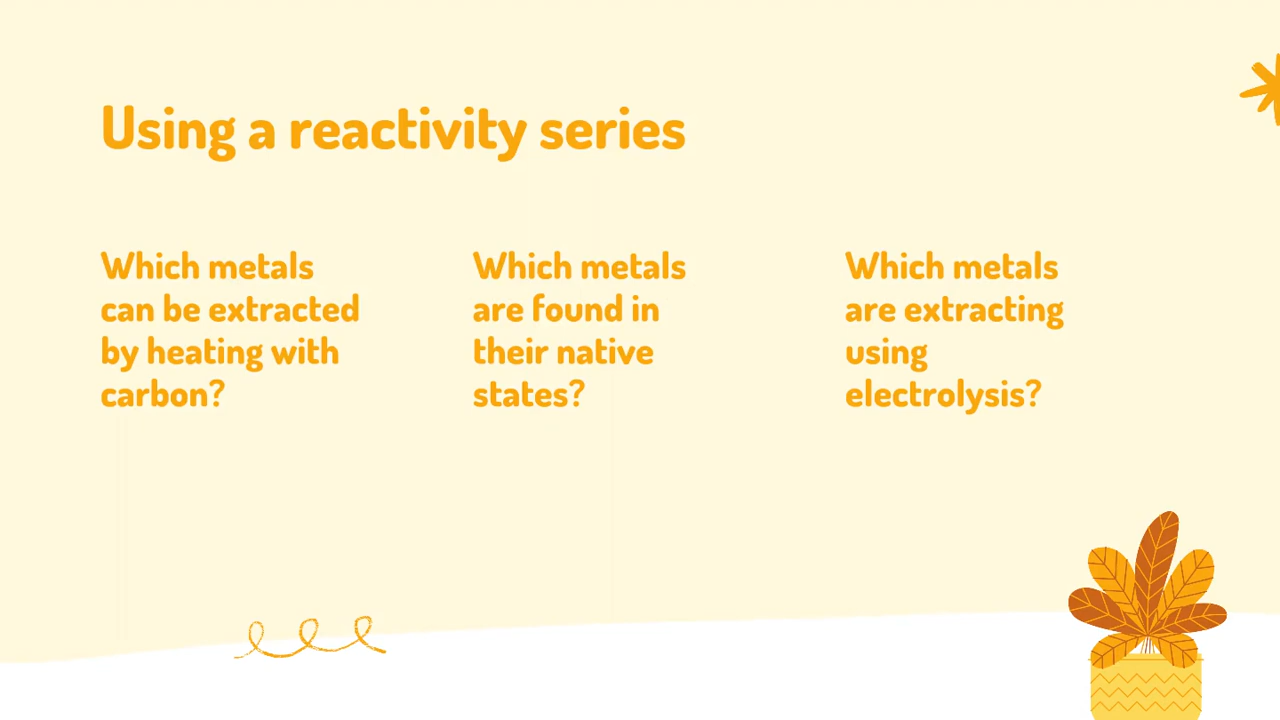 Using a reactivity series
Which metals
can be extracted
by heating with
carbon?
Which metals
are found in
their native
states?
Which metals
are extracting
using
electrolysis?